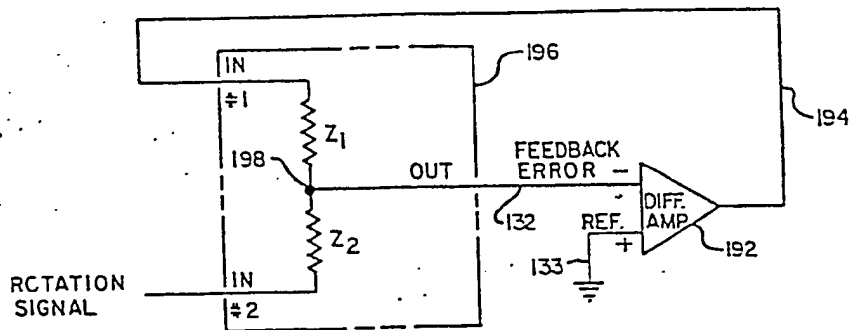 196
IN
#1
194
Z1
198
OUT
FEEDBACK
ERROR
−
132
DIFF.
AMP
192
REF.
+
133
Z2
RCTATION
SIGNAL
IN
#2